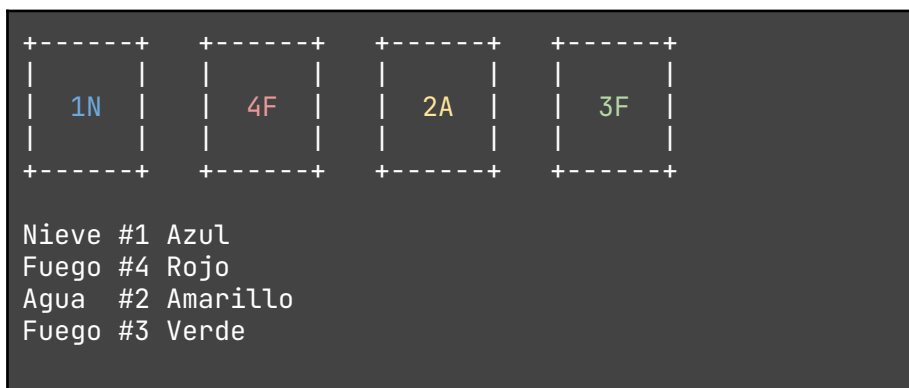 +------+   +------+   +------+   +------+
|      |   |      |   |      |   |      |
|  1N  |   |  4F  |   |  2A  |   |  3F  |
|      |   |      |   |      |   |      |
+------+   +------+   +------+   +------+
Nieve #1 Azul
Fuego #4 Rojo
Agua  #2 Amarillo
Fuego #3 Verde